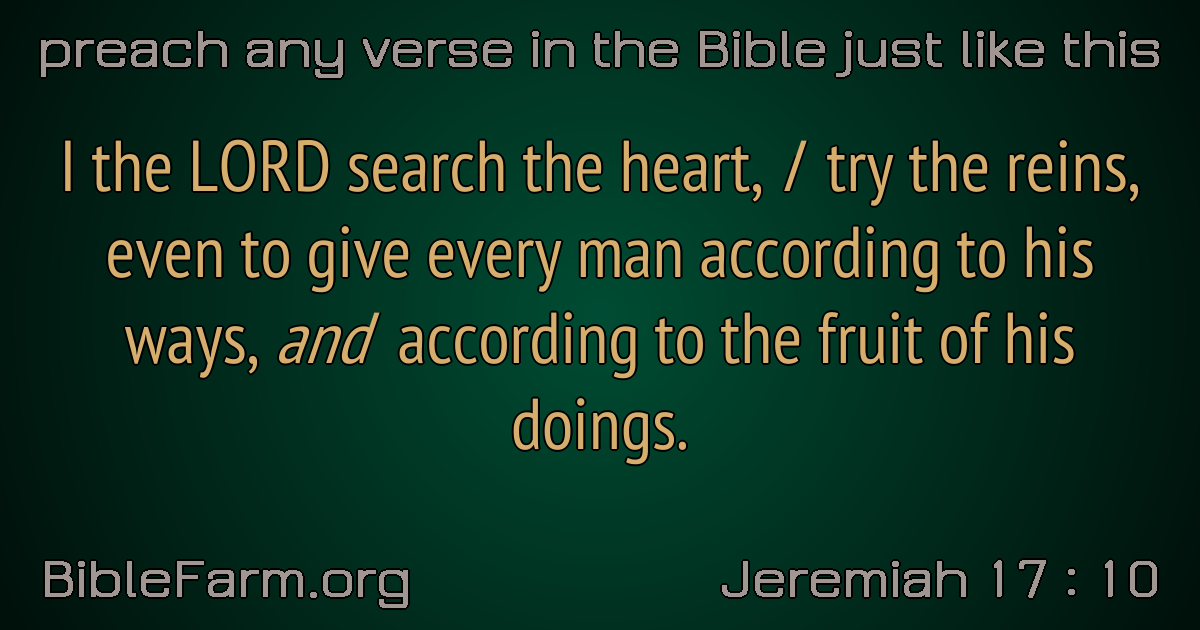 preach any verse in the Bible just like this
I the LORD search the heart, / try the reins,
even to give every man according to his
ways, and according to the fruit of his
doings.
BibleFarm.org
Jeremiah 17 : 10